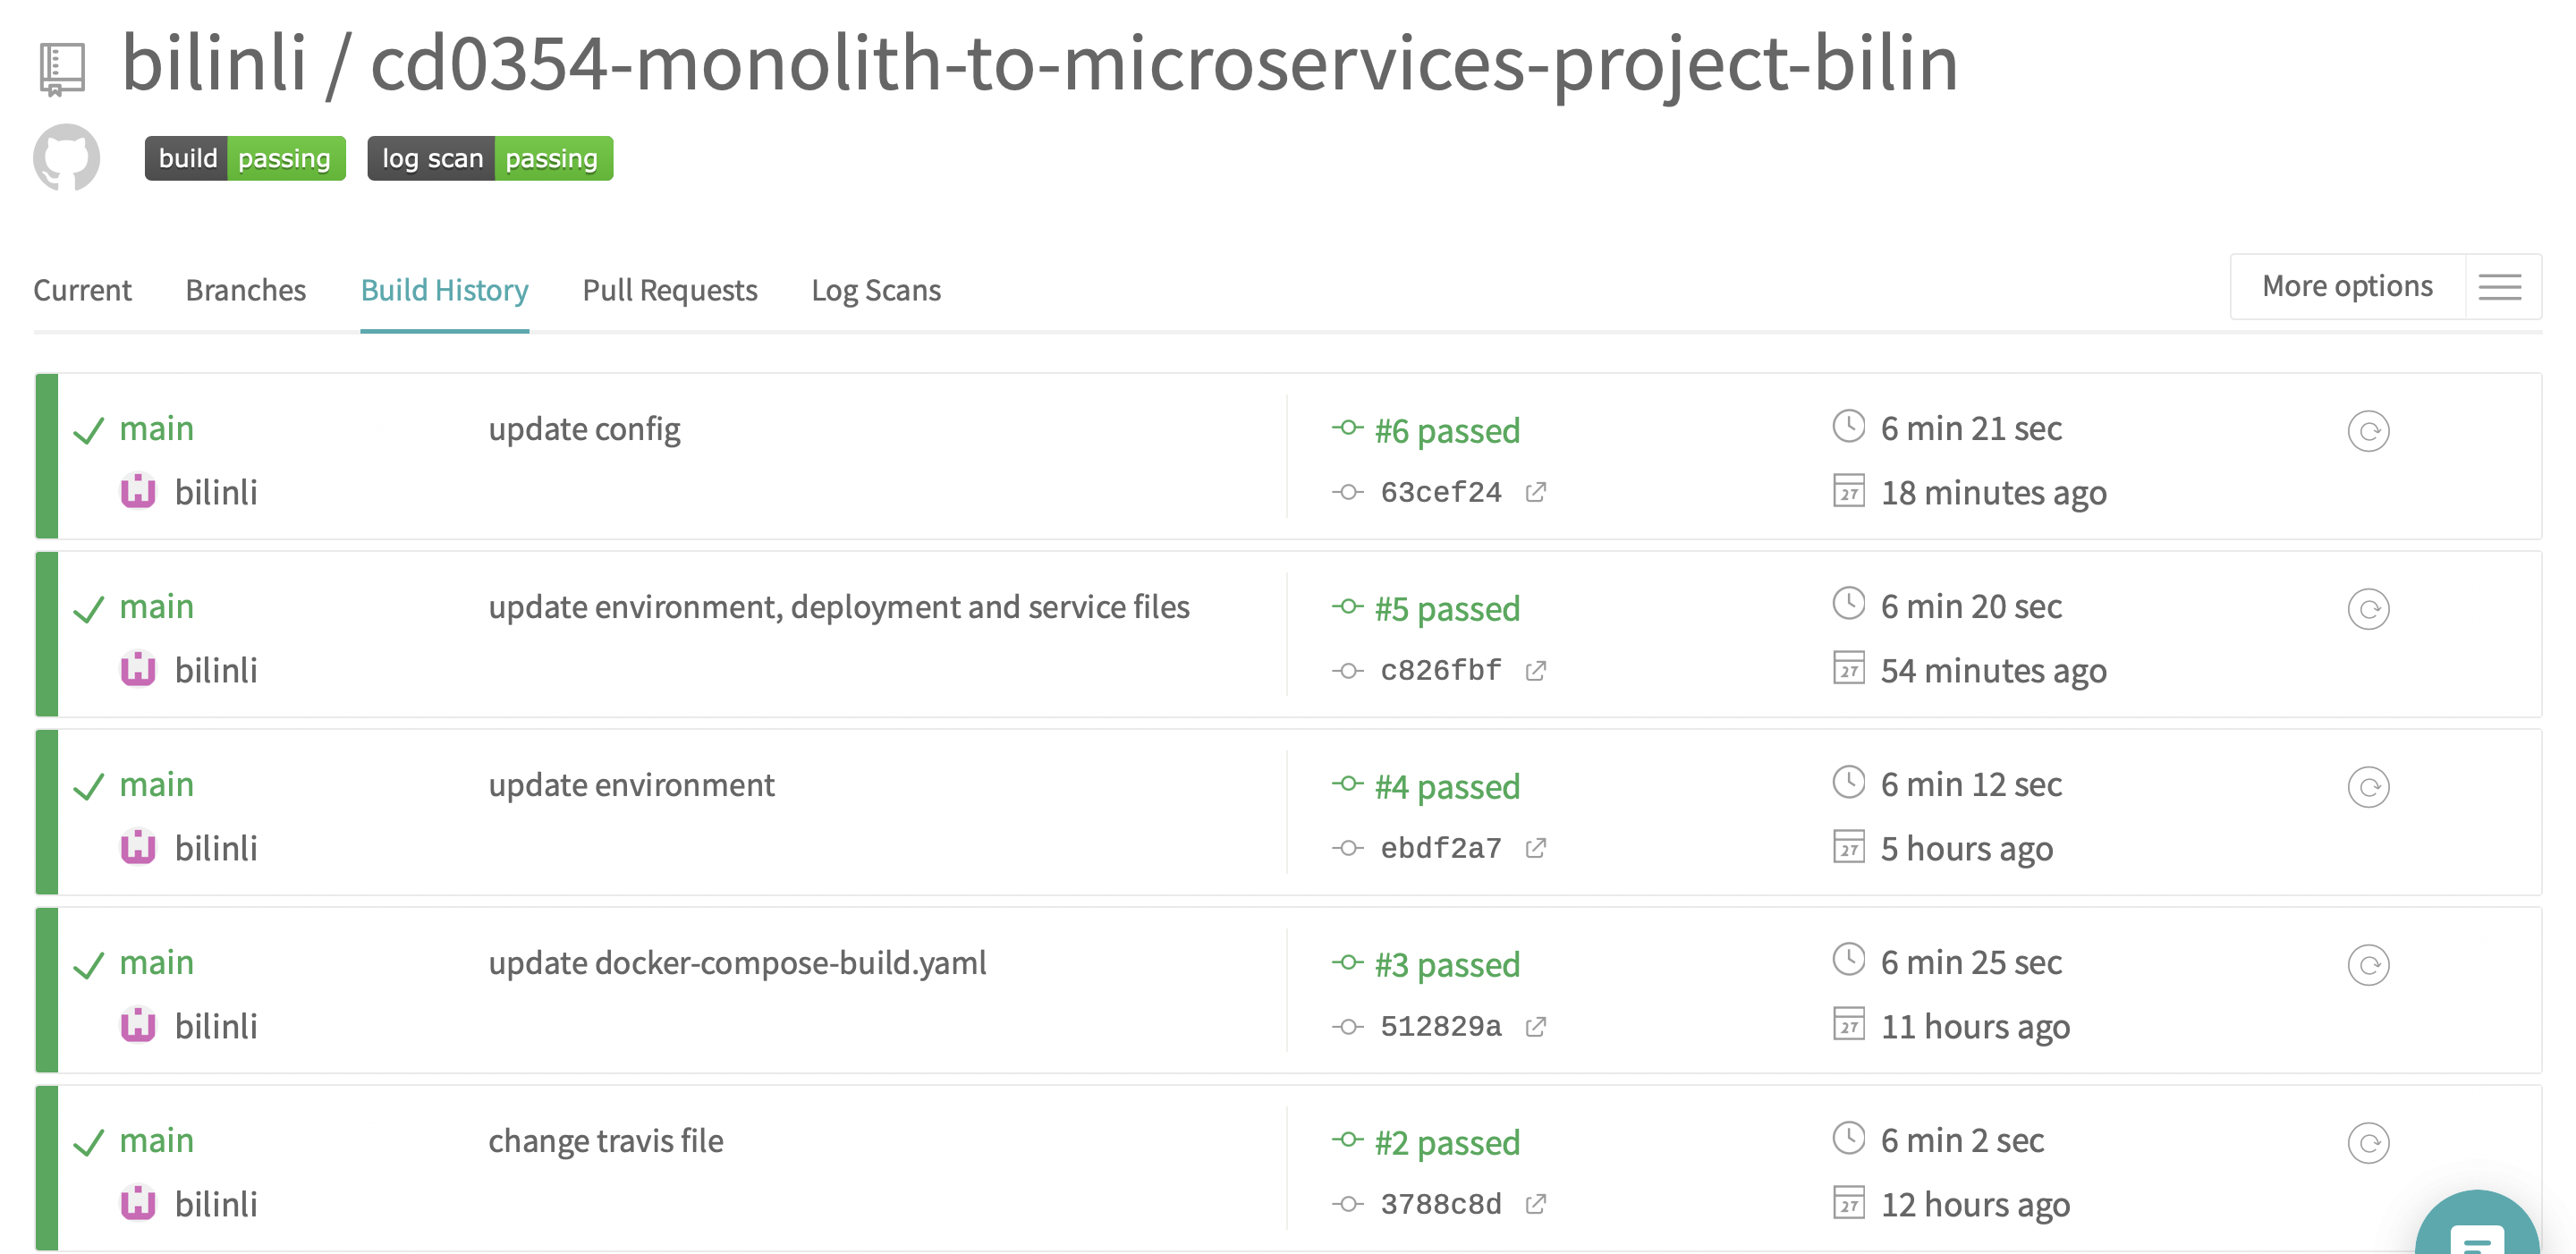 bilinli / cd0354-monolith-to-microservices-project-bilin
build passing log scan passing
Current Branches Build History Pull Requests Log Scans More options
main update config #6 passed 6 min 21 sec
bilinli 63cef24 27 18 minutes ago
main update environment, deployment and service files #5 passed 6 min 20 sec
bilinli c826fbf 27 54 minutes ago
main update environment #4 passed 6 min 12 sec
bilinli ebdf2a7 27 5 hours ago
main update docker-compose-build.yaml #3 passed 6 min 25 sec
bilinli 512829a 27 11 hours ago
main change travis file #2 passed 6 min 2 sec
bilinli 3788c8d 27 12 hours ago